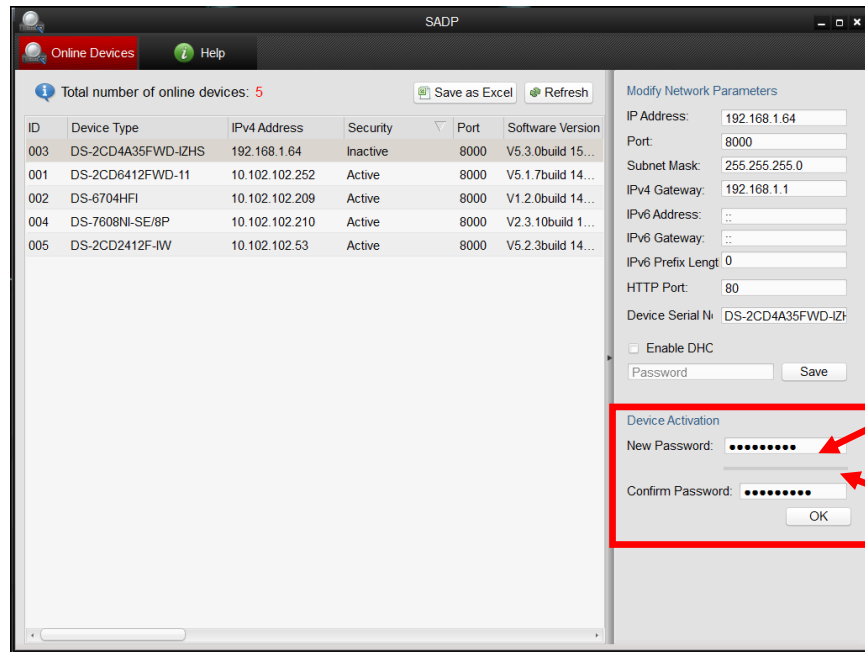 SADP
Online Devices
Help
Total number of online devices: 5
Save as Excel
Refresh
ID Device Type IPv4 Address Security Port Software Version
003 DS-2CD4A35FWD-IZHS 192.168.1.64 Inactive 8000 V5.3.0build 15...
001 DS-2CD6412FWD-11 10.102.102.252 Active 8000 V5.1.7build 14...
002 DS-6704HFI 10.102.102.209 Active 8000 V1.2.0build 14...
004 DS-7608NI-SE/8P 10.102.102.210 Active 8000 V2.3.10build 1...
005 DS-2CD2412F-IW 10.102.102.53 Active 8000 V5.2.3build 14...
Modify Network Parameters
IP Address: 192.168.1.64
Port: 8000
Subnet Mask: 255.255.255.0
IPv4 Gateway: 192.168.1.1
IPv6 Address: ::
IPv6 Gateway: ::
IPv6 Prefix Lengt 0
HTTP Port: 80
Device Serial N DS-2CD4A35FWD-IZH
Enable DHC
Password
Save
Device Activation
New Password: •••••••••
Confirm Password: •••••••••
OK